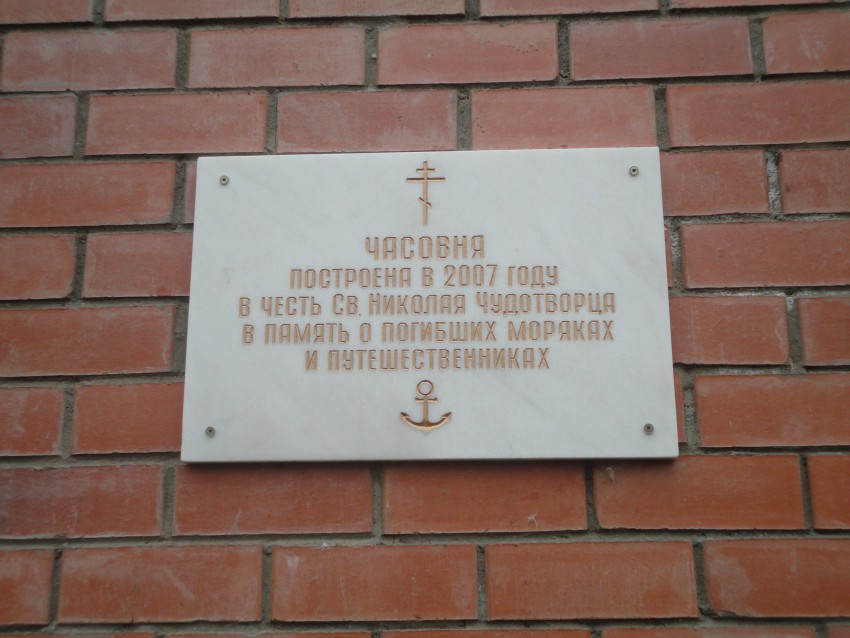 ЧАСОВНЯ
ПОСТРОЕНА В 2007 ГОДУ
В ЧЕСТЬ СВ. НИКОЛАЯ ЧУДОТВОРЦА
В ПАМЯТЬ О ПОГИБШИХ МОРЯКАХ
И ПУТЕШЕСТВЕННИКАХ